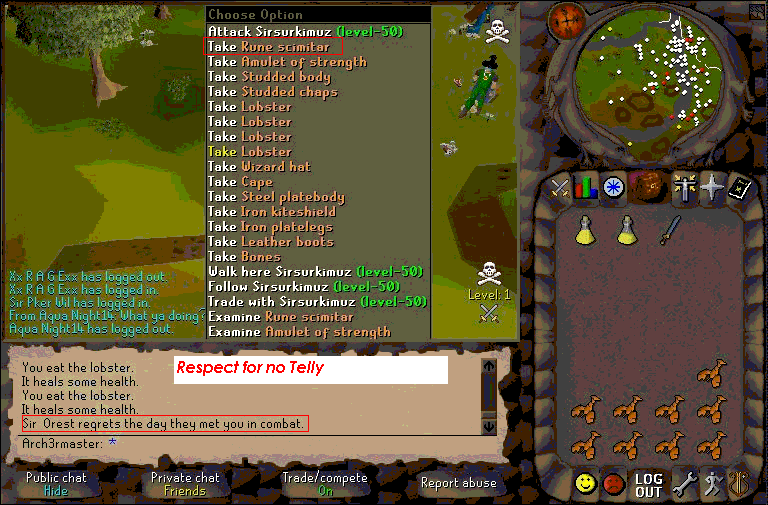 Choose Option
Attack Sirsurkimuz (level-50)
Take Rune scimitar
Take Amulet of strength
Take Studded body
Take Studded chaps
Take Lobster
Take Lobster
Take Lobster
Take Lobster
Take Wizard hat
Take Cape
Take Steel platebody
Take Iron kiteshield
Take Iron platelegs
Take Leather boots
Take Bones
Walk here Sirsurkimuz (level-50)
Follow Sirsurkimuz (level-50)
Trade with Sirsurkimuz (level-50)
Examine Rune scimitar
Examine Amulet of strength
Level: 1
Xx R A G Exx has logged out.
Xx R A G Exx has logged in.
Sir Pker Wil has logged in.
From Aqua Night14: What ya doing?
Aqua Night14 has logged out.
You eat the lobster.
It heals some health.
You eat the lobster.
It heals some health.
Sir Orest regrets the day they met you in combat.
Arch3rmaster: *
Respect for no Telly
Public chat
Hide
Private chat
Friends
Trade/compete
On
Report abuse
LOG
OUT